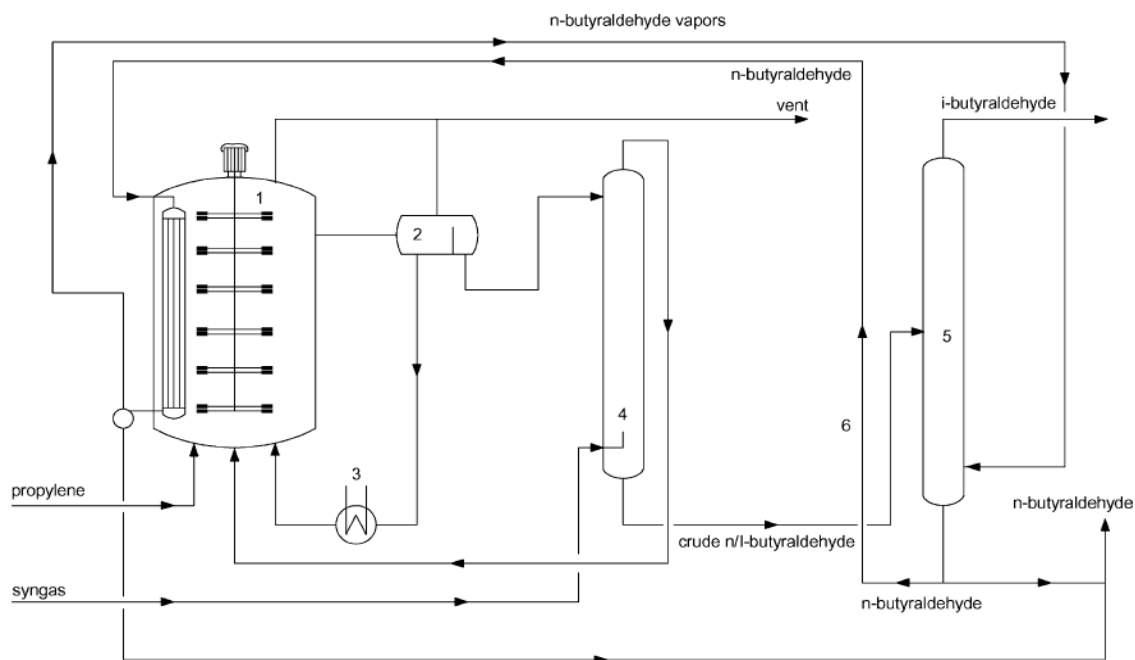 n-butyraldehyde vapors
n-butyraldehyde
vent
i-butyraldehyde
1
2
5
4
6
3
propylene
n-butyraldehyde
crude n/I-butyraldehyde
syngas
n-butyraldehyde